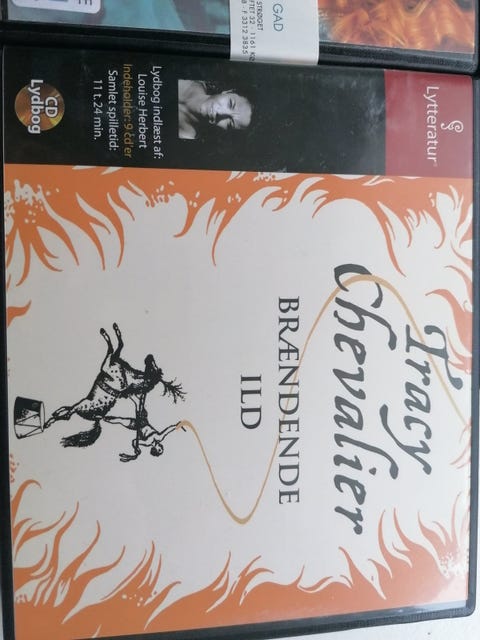 GAD
STRØGET
Lytteratur
Lydbog indlæst af:
Louise Herbert
Indeholder: 9 cd'er
Samlet spilletid:
11 t. 24 min.
CD
Lydbog
Tracy
Chevalier
BRÆNDENDE
ILD